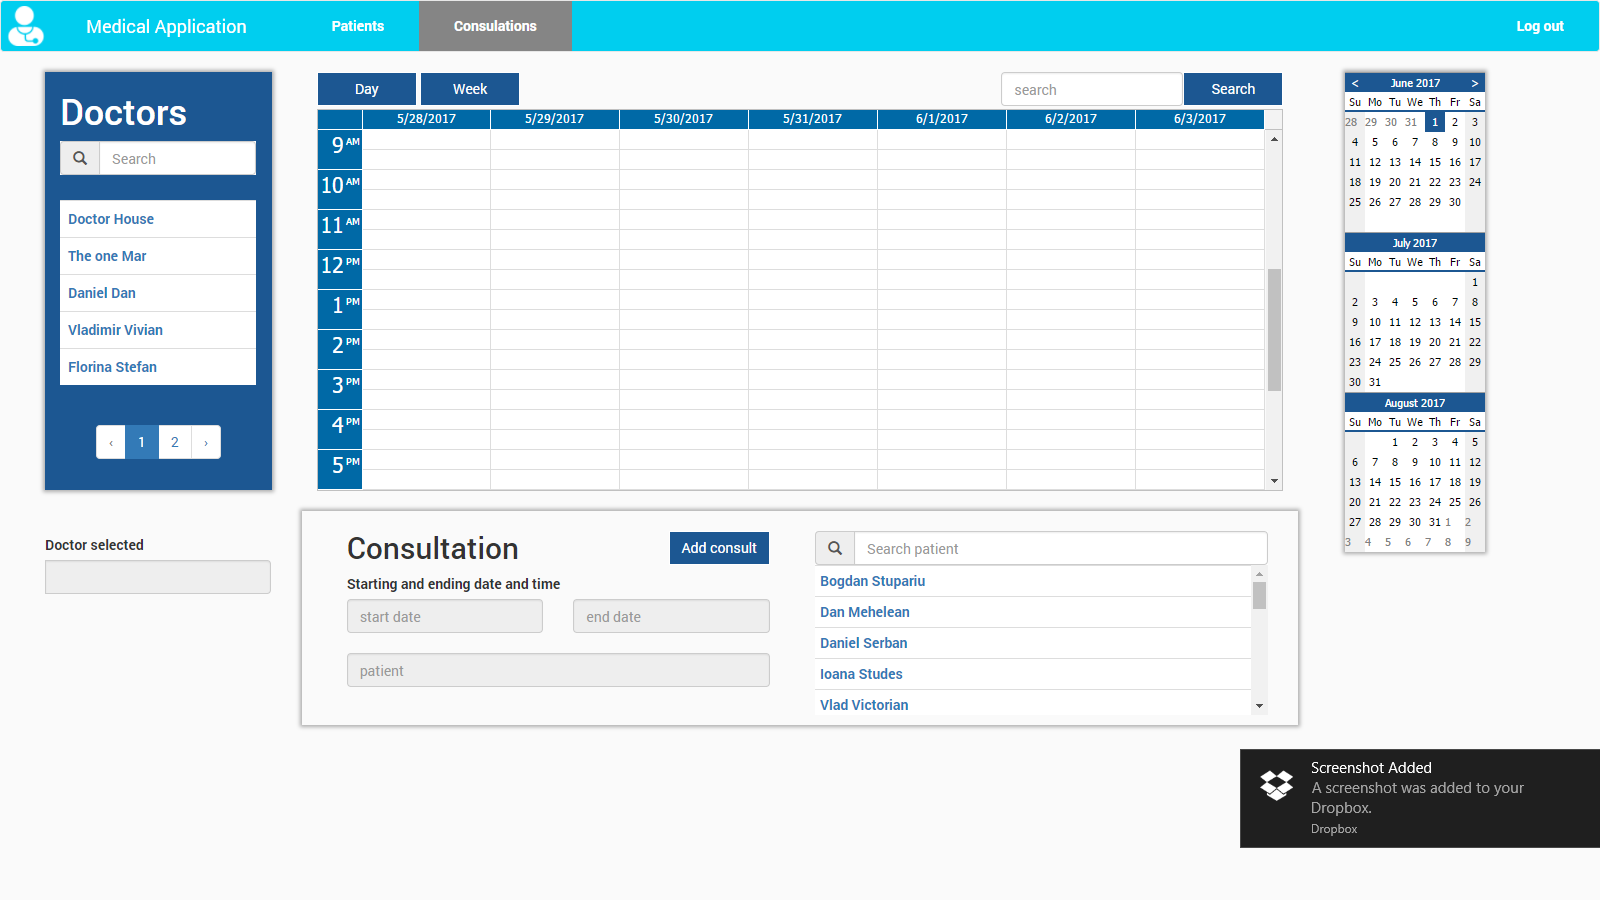 Medical Application
Patients
Consulations
Log out
Doctors
Search
Doctor House
The one Mar
Daniel Dan
Vladimir Vivian
Florina Stefan
‹ 1 2 ›
Doctor selected
Day Week
search Search
5/28/2017 5/29/2017 5/30/2017 5/31/2017 6/1/2017 6/2/2017 6/3/2017
9 AM
10 AM
11 AM
12 PM
1 PM
2 PM
3 PM
4 PM
5 PM
Consultation
Add consult
Starting and ending date and time
start date end date
patient
Search patient
Bogdan Stupariu
Dan Mehelean
Daniel Serban
Ioana Studes
Vlad Victorian
< June 2017 >
Su Mo Tu We Th Fr Sa
28 29 30 31 1 2 3
4 5 6 7 8 9 10
11 12 13 14 15 16 17
18 19 20 21 22 23 24
25 26 27 28 29 30
July 2017
Su Mo Tu We Th Fr Sa
1
2 3 4 5 6 7 8
9 10 11 12 13 14 15
16 17 18 19 20 21 22
23 24 25 26 27 28 29
30 31
August 2017
Su Mo Tu We Th Fr Sa
1 2 3 4 5
6 7 8 9 10 11 12
13 14 15 16 17 18 19
20 21 22 23 24 25 26
27 28 29 30 31 1 2
3 4 5 6 7 8 9
Screenshot Added
A screenshot was added to your
Dropbox.
Dropbox